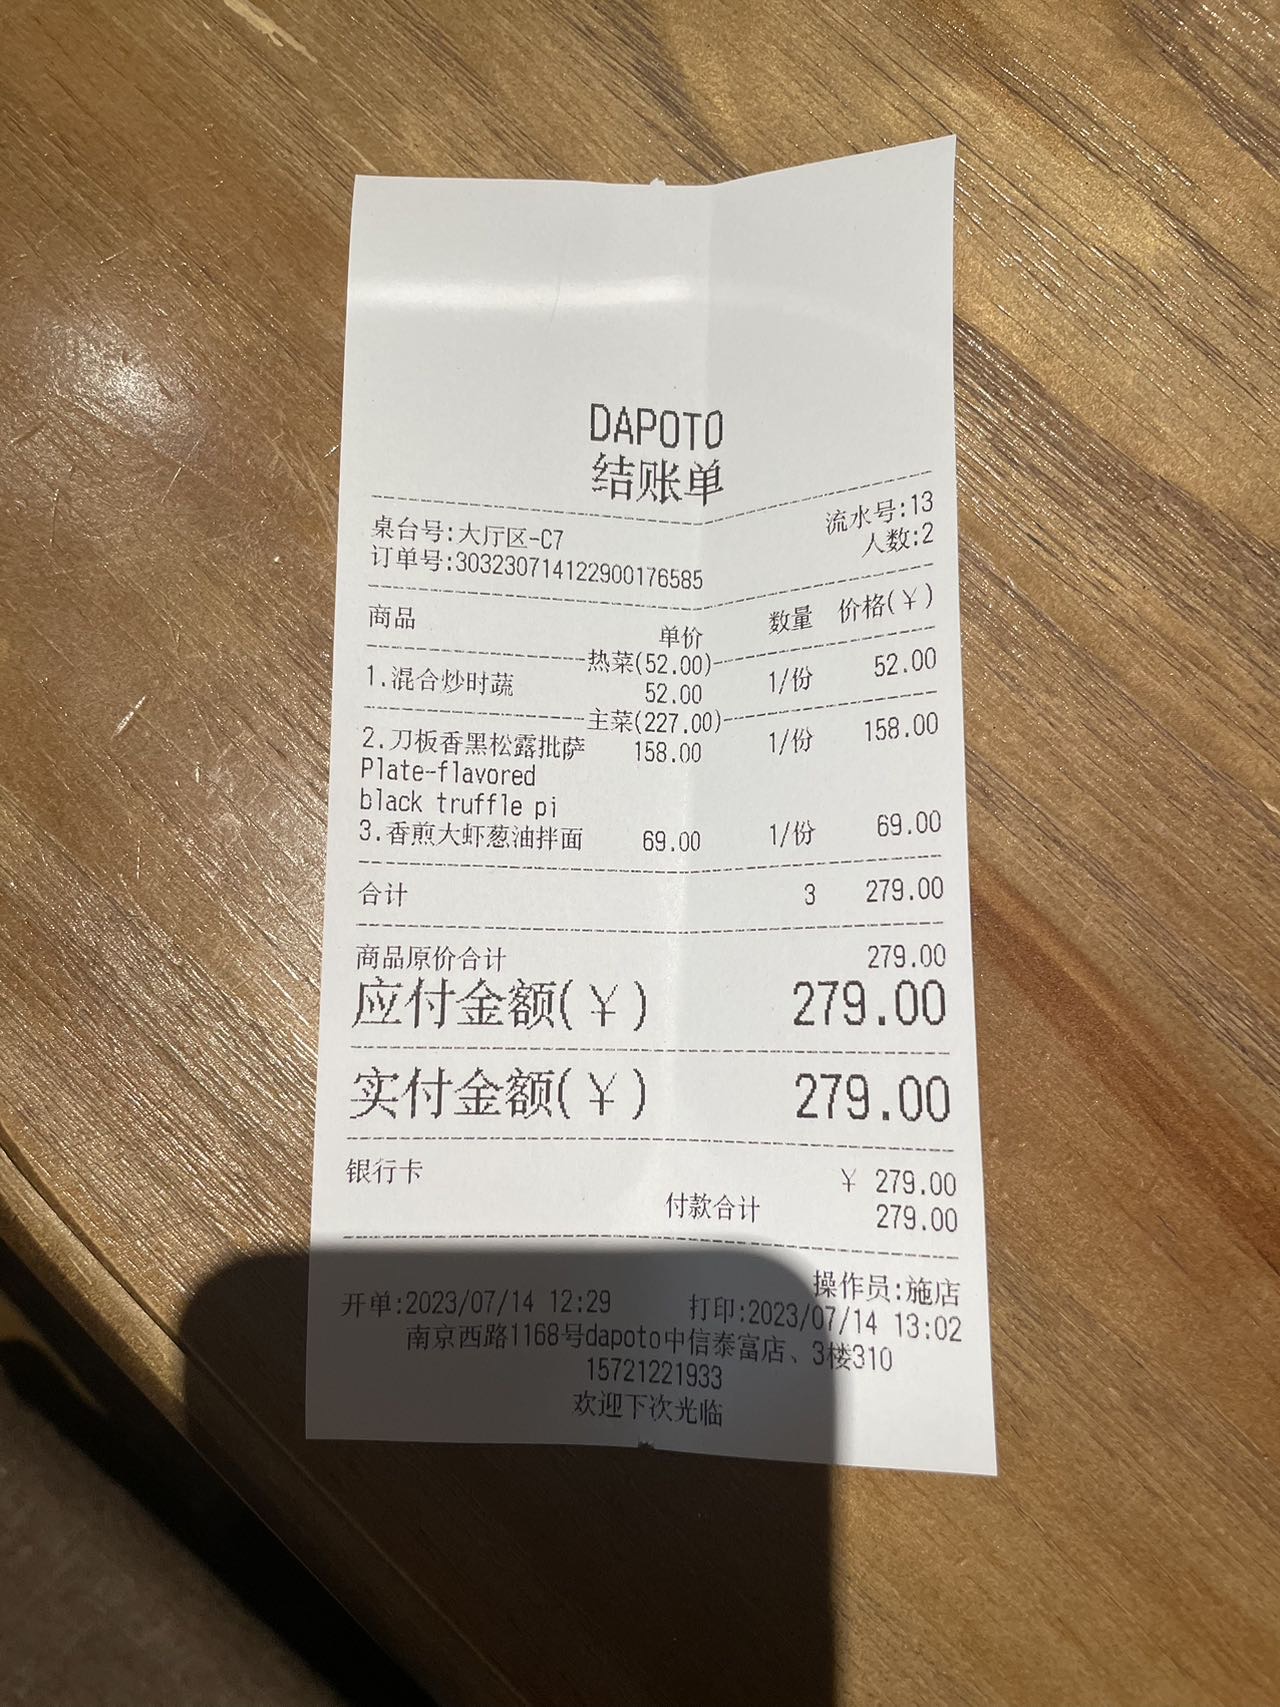 DAPOTO
结账单
桌台号:大厅区-C7 流水号:13
订单号:303230714122900176585 人数:2
商品 单价 数量 价格(￥)
热菜(52.00)
1.混合炒时蔬 52.00 1/份 52.00
主菜(227.00)
2.刀板香黑松露批萨 158.00 1/份 158.00
Plate-flavored
black truffle pi
3.香煎大虾葱油拌面 69.00 1/份 69.00
合计 3 279.00
商品原价合计 279.00
应付金额(￥) 279.00
实付金额(￥) 279.00
银行卡 ￥ 279.00
付款合计 279.00
操作员:施店
开单:2023/07/14 12:29 打印:2023/07/14 13:02
南京西路1168号dapoto中信泰富店、3楼310
15721221933
欢迎下次光临